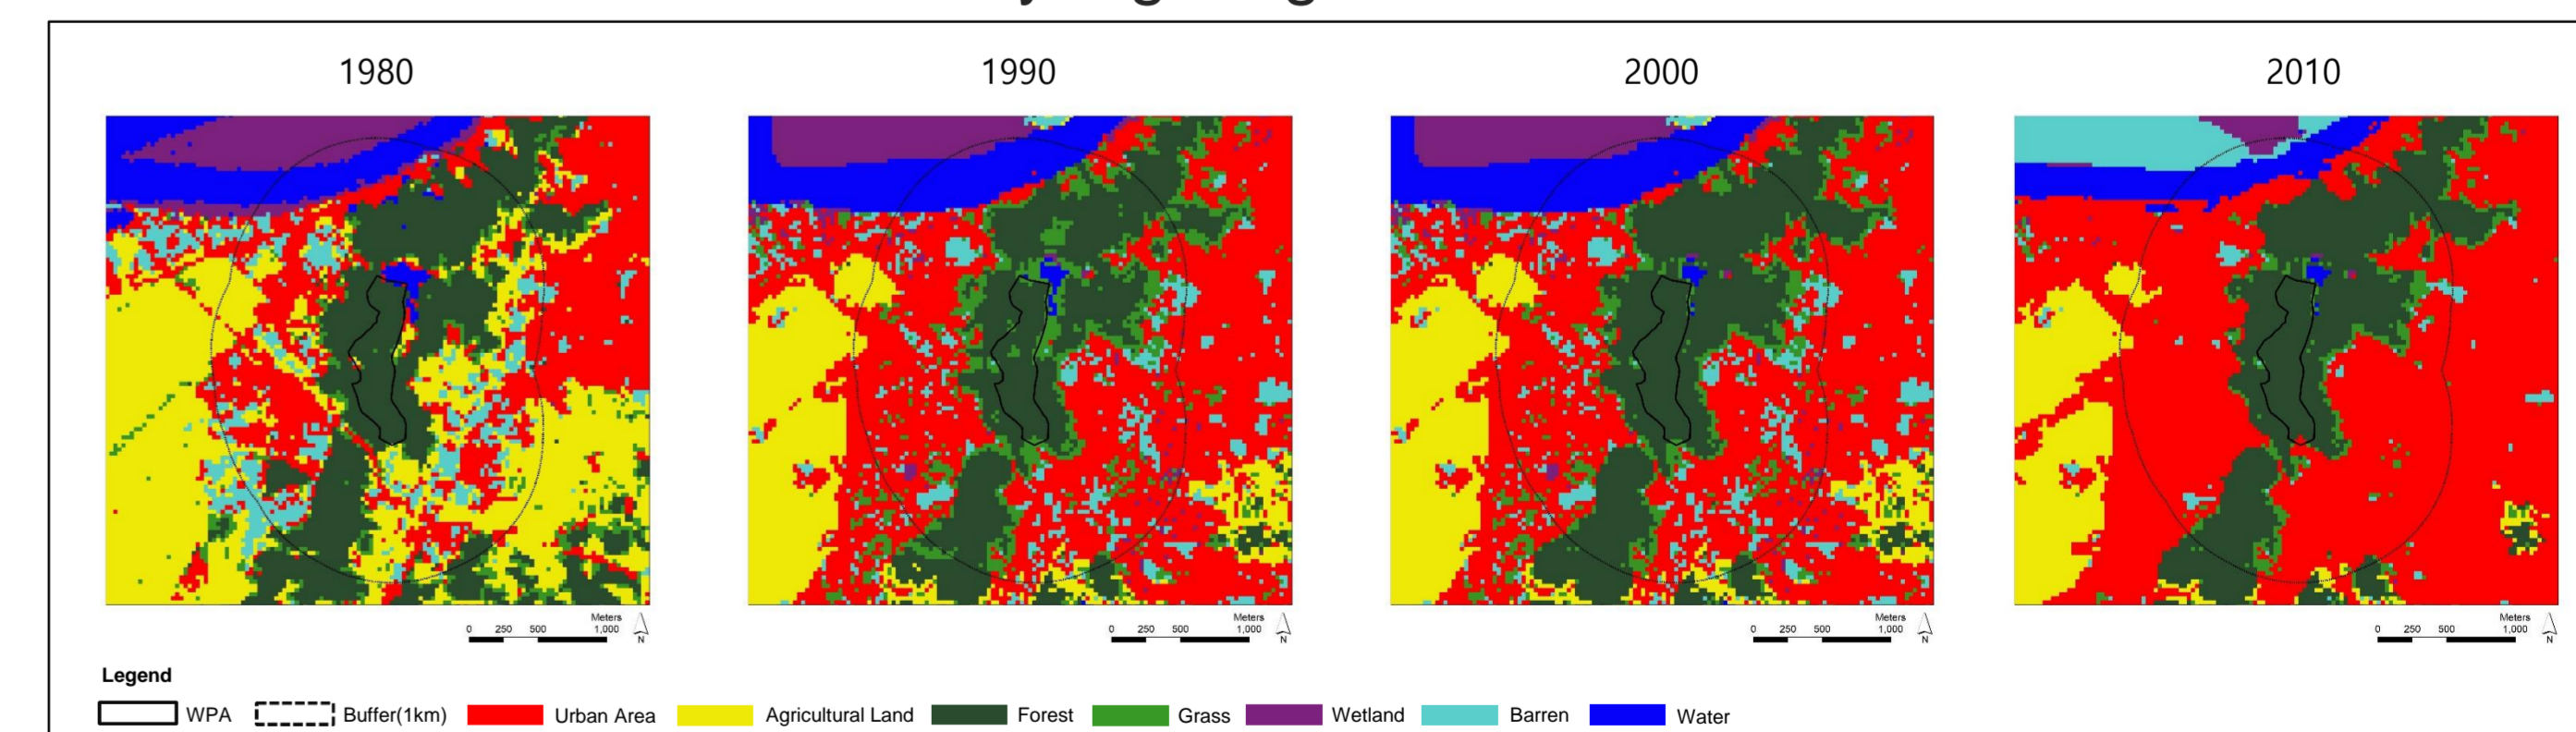 1980 1990 2000 2010
Meters Meters Meters Meters
0 250 500 1,000 0 250 500 1,000 0 250 500 1,000 0 250 500 1,000
N N N N
Legend
WPA Buffer(1km) Urban Area Agricultural Land Forest Grass Wetland Barren Water